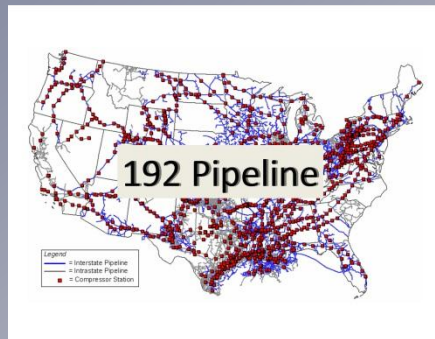 192 Pipeline
Legend
= Interstate Pipeline
= Intrastate Pipeline
= Compressor Station